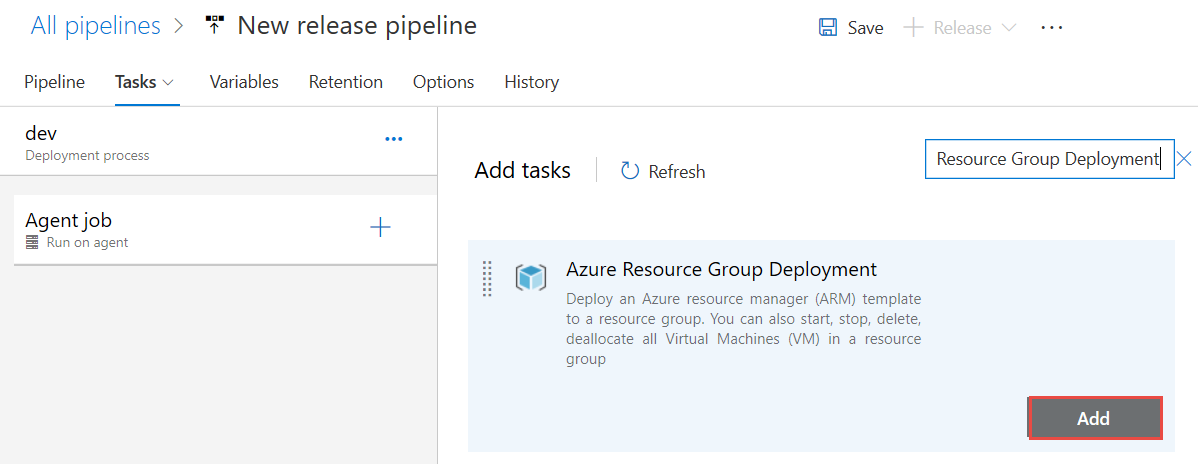 All pipelines > New release pipeline
Save
Release
...
Pipeline
Tasks
Variables
Retention
Options
History
dev
...
Deployment process
Agent job
Run on agent
Add tasks
Refresh
Resource Group Deployment
Azure Resource Group Deployment
Deploy an Azure resource manager (ARM) template
to a resource group. You can also start, stop, delete,
deallocate all Virtual Machines (VM) in a resource
group
Add